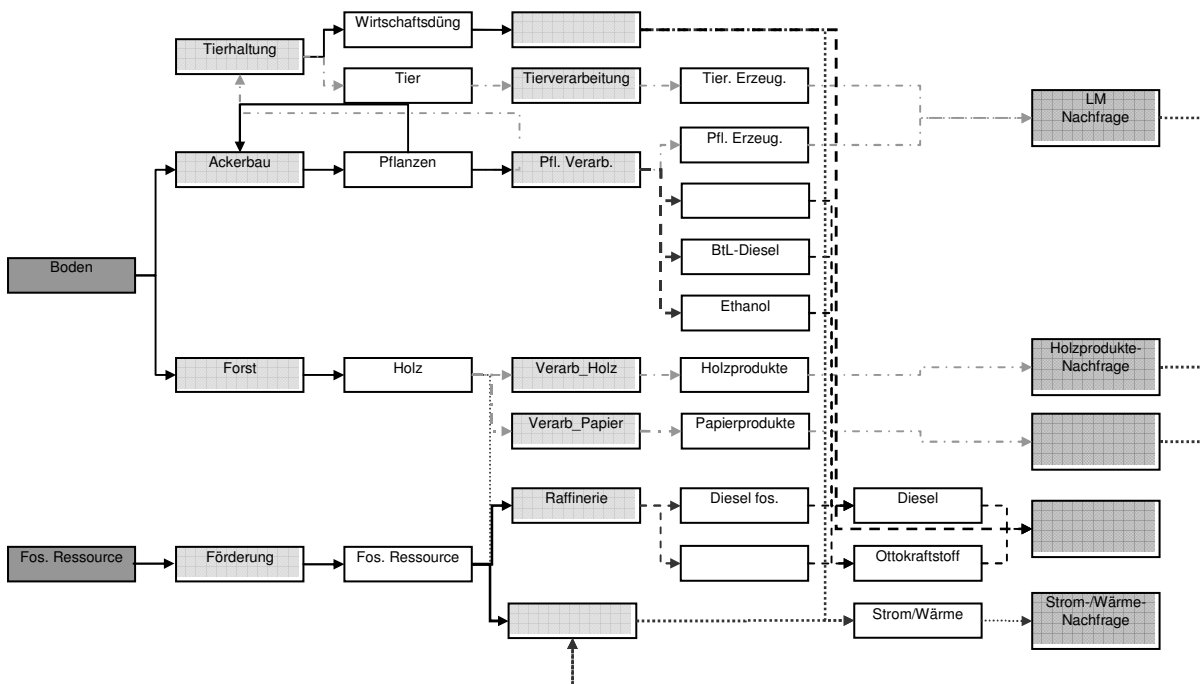 Wirtschaftsdüng
Tierhaltung
Tier
Tierverarbeitung
Tier. Erzeug.
LM
Nachfrage
Pfl. Erzeug.
Ackerbau
Pflanzen
Pfl. Verarb.
BtL-Diesel
Boden
Ethanol
Holzprodukte-
Nachfrage
Forst
Holz
Verarb_Holz
Holzprodukte
Verarb_Papier
Papierprodukte
Raffinerie
Diesel fos.
Diesel
Fos. Ressource
Förderung
Fos. Ressource
Ottokraftstoff
Strom/Wärme
Strom-/Wärme-
Nachfrage